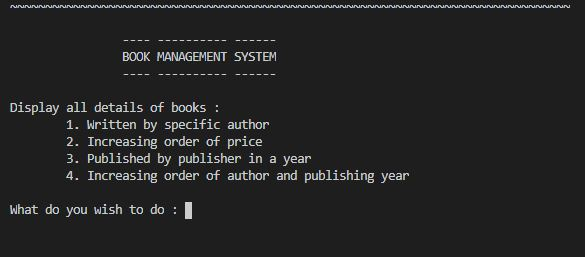 ~~~~~~~~~~~~~~~~~~~~~~~~~~~~~~~~~~~~~~~~~~~~~~~~~~~~~~~~~~~~~~~~~~~~~~~~~~~~~~~~
---- ---------- ------
BOOK MANAGEMENT SYSTEM
---- ---------- ------
Display all details of books :
1. Written by specific author
2. Increasing order of price
3. Published by publisher in a year
4. Increasing order of author and publishing year
What do you wish to do :